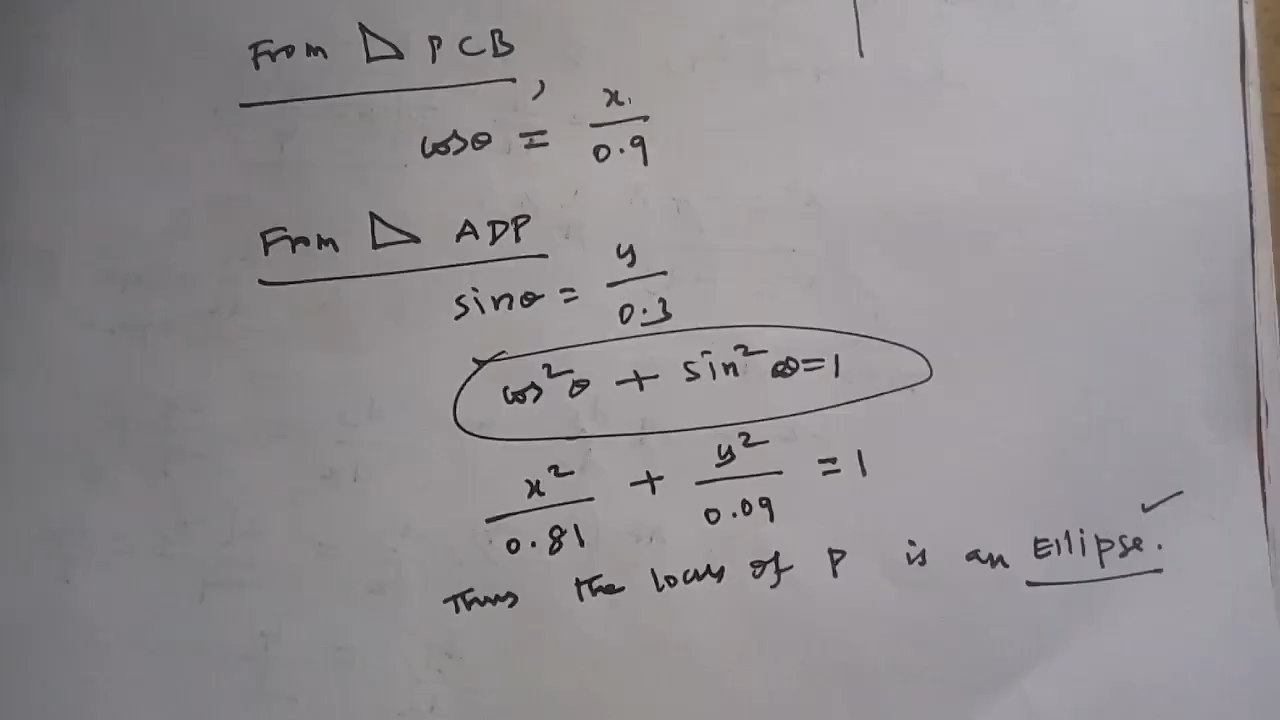 From △ PCB,
cosθ = x/0.9
From △ ADP
sinθ = y/0.3
cos²θ + sin²θ=1
x²/0.81 + y²/0.09 = 1
Thus the locus of P is an Ellipse.